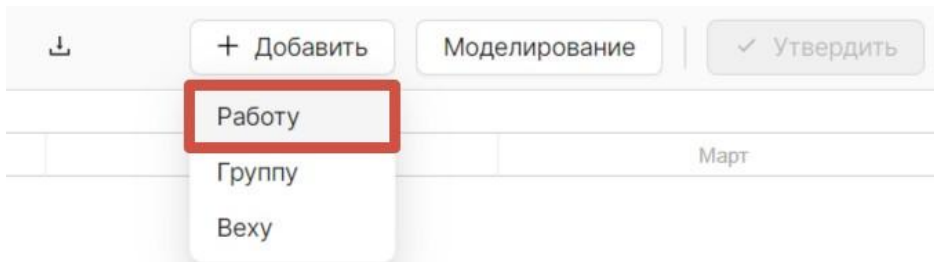 + Добавить
Моделирование
✓ Утвердить
Работу
Март
Группу
Веху